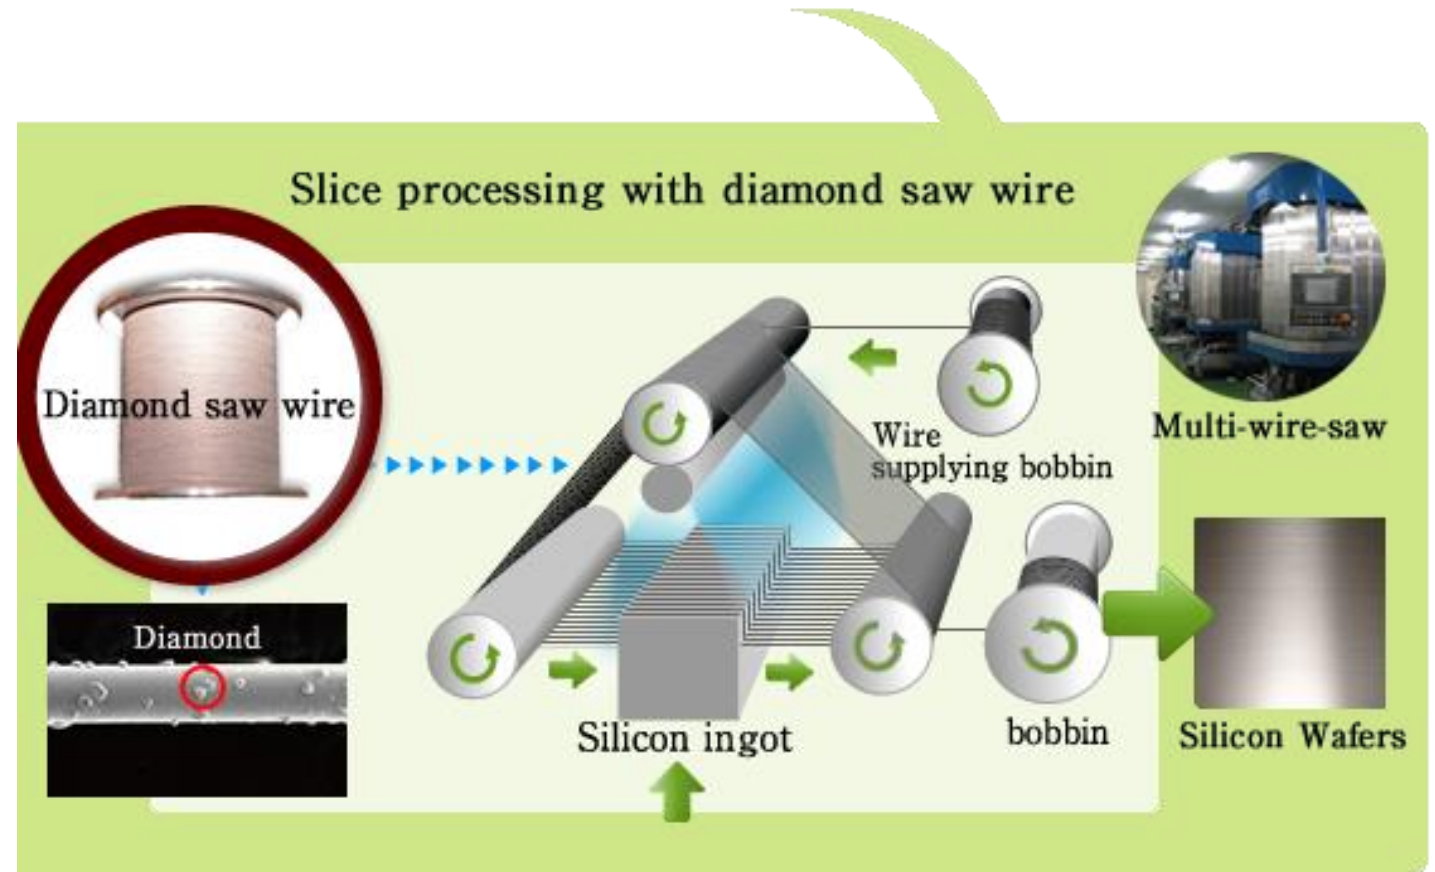 Slice processing with diamond saw wire
Diamond saw wire
Wire
supplying bobbin
Multi-wire-saw
Diamond
Silicon ingot
bobbin
Silicon Wafers